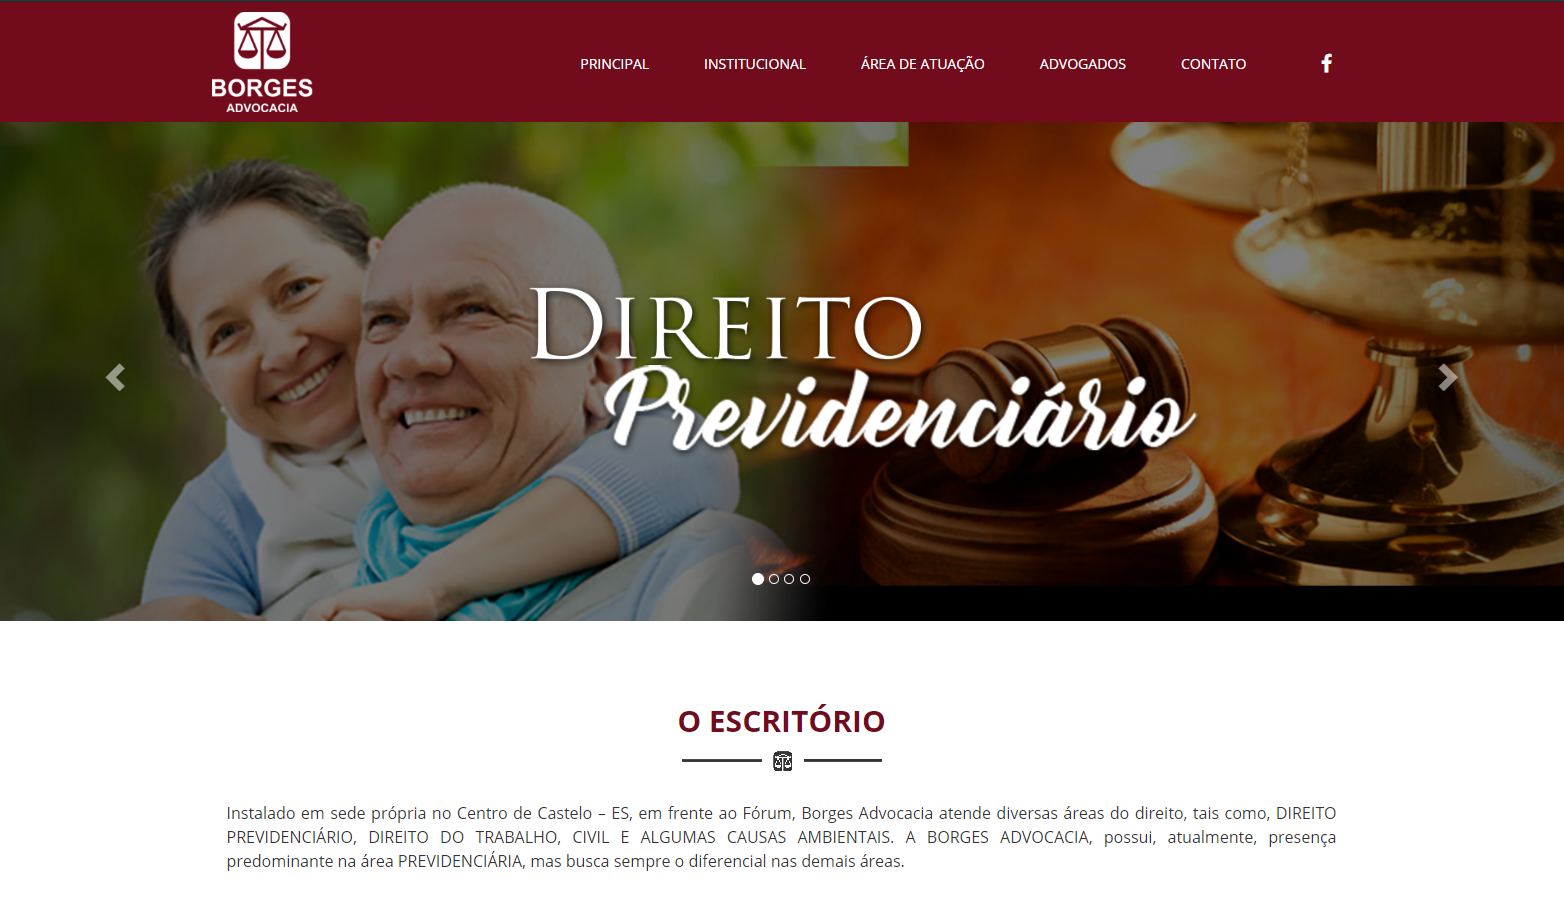 BORGES
ADVOCACIA
PRINCIPAL
INSTITUCIONAL
ÁREA DE ATUAÇÃO
ADVOGADOS
CONTATO
DIREITO
Previdenciário
O ESCRITÓRIO
Instalado em sede própria no Centro de Castelo – ES, em frente ao Fórum, Borges Advocacia atende diversas áreas do direito, tais como, DIREITO
PREVIDENCIÁRIO, DIREITO DO TRABALHO, CIVIL E ALGUMAS CAUSAS AMBIENTAIS. A BORGES ADVOCACIA, possui, atualmente, presença
predominante na área PREVIDENCIÁRIA, mas busca sempre o diferencial nas demais áreas.